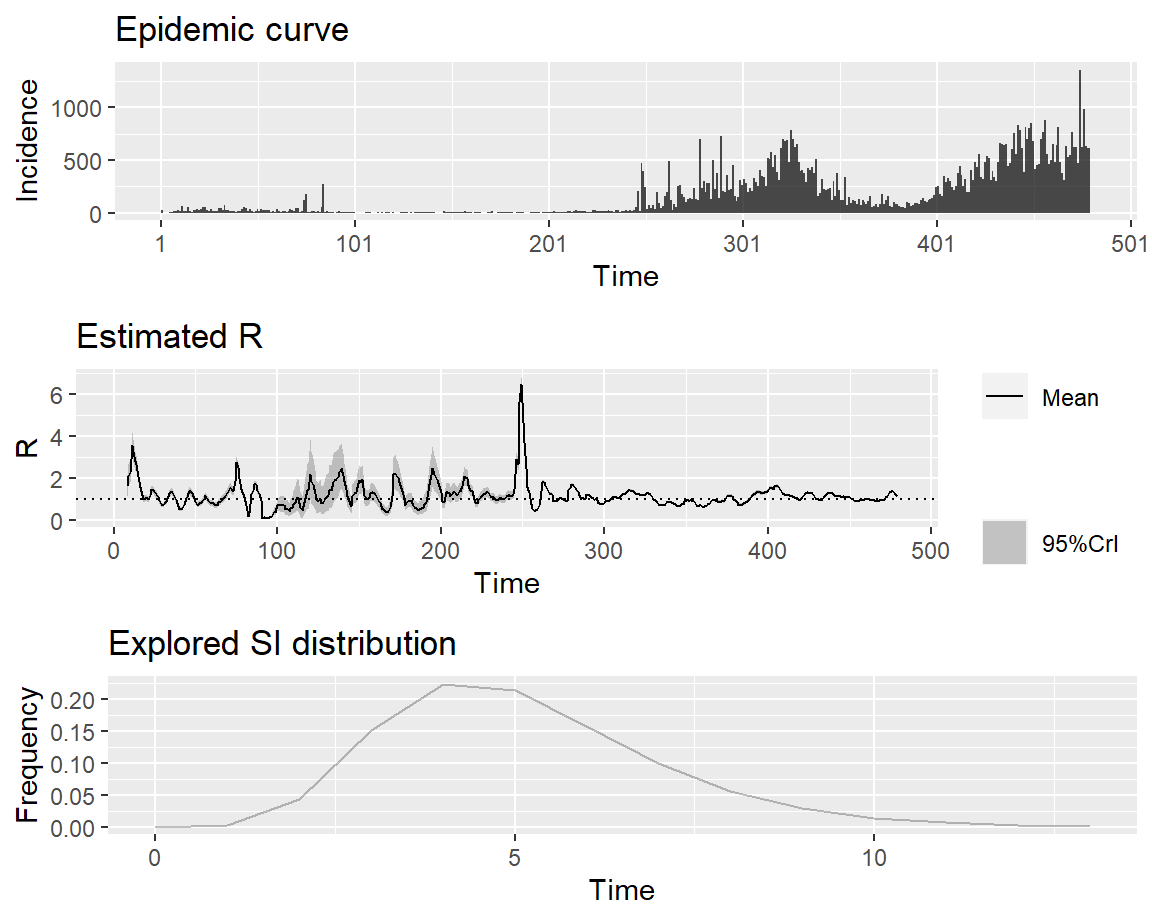 Epidemic curve
Incidence
1000
500
0
1 101 201 301 401 501
Time
Estimated R
R
6
4
2
0
0 100 200 300 400 500
Time
Mean
95%CrI
Explored SI distribution
Frequency
0.20
0.15
0.10
0.05
0.00
0 5 10
Time